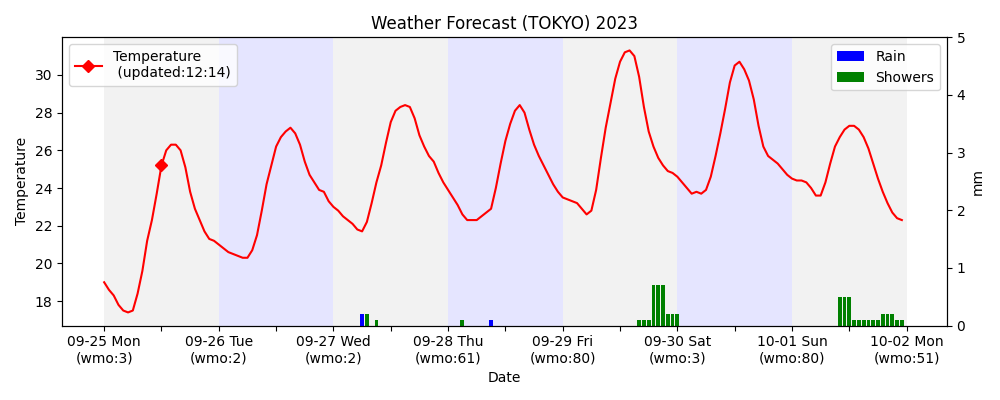 Weather Forecast (TOKYO) 2023
Temperature
(updated:12:14)
Rain
Showers
Temperature
30
28
26
24
22
20
18
5
4
3
2
1
0
mm
09-25 Mon
(wmo:3)
09-26 Tue
(wmo:2)
09-27 Wed
(wmo:2)
09-28 Thu
(wmo:61)
09-29 Fri
(wmo:80)
09-30 Sat
(wmo:3)
10-01 Sun
(wmo:80)
10-02 Mon
(wmo:51)
Date